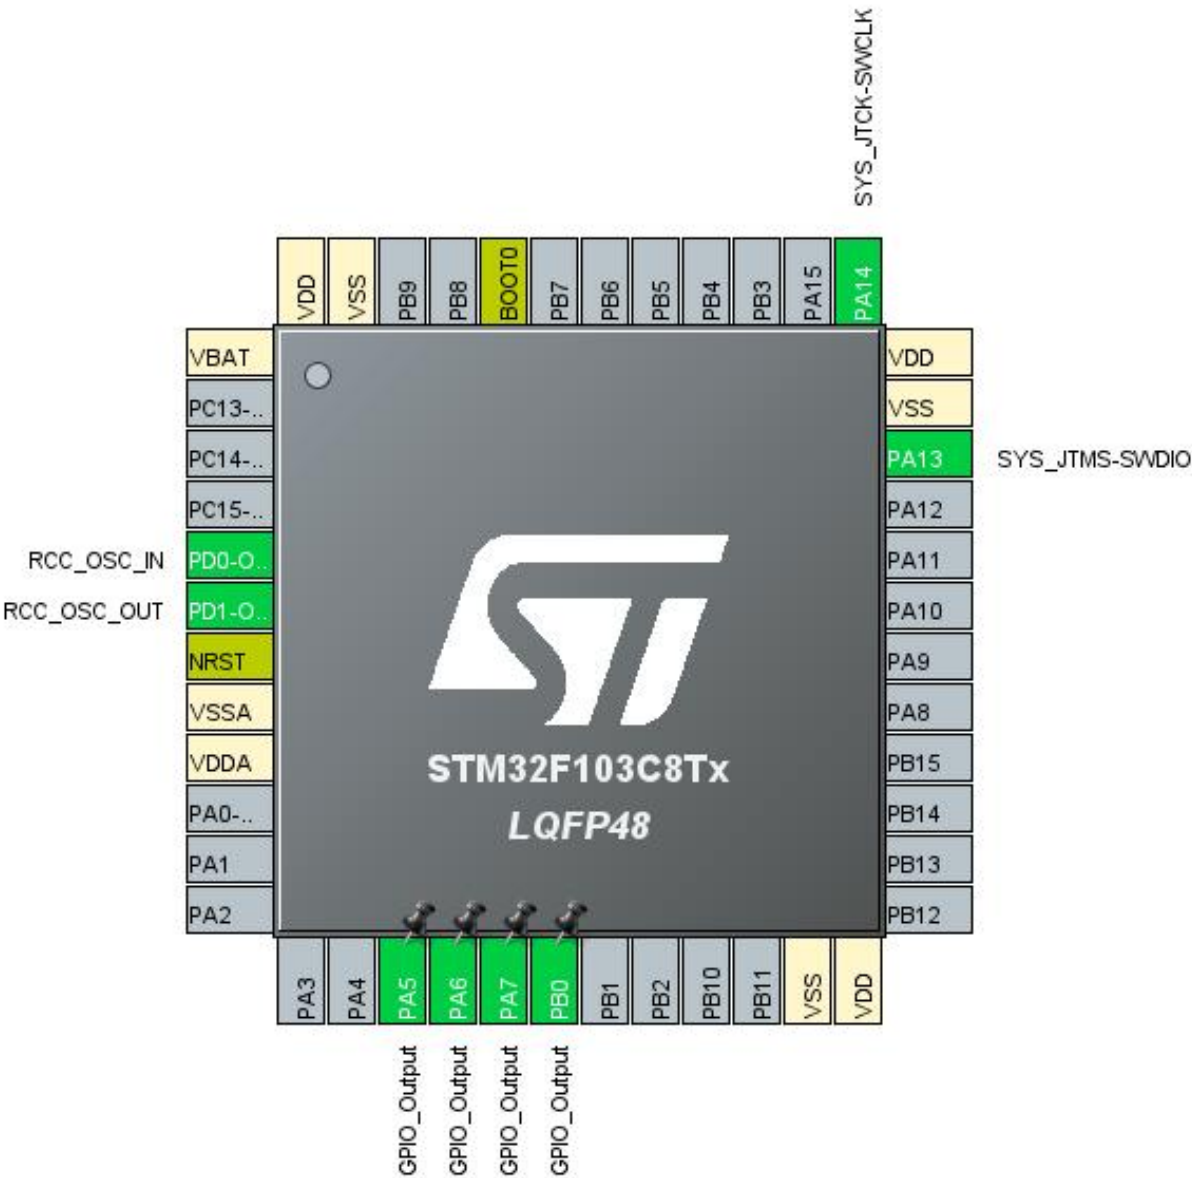 SYS_JTCK-SWCLK
VDD
VSS
PB9
PB8
BOOT0
PB7
PB6
PB5
PB4
PB3
PA15
PA14
VBAT
PC13-..
PC14-..
PC15-..
RCC_OSC_IN PD0-O..
RCC_OSC_OUT PD1-O..
NRST
VSSA
VDDA
PA0-..
PA1
PA2
VDD
VSS
PA13 SYS_JTMS-SWDIO
PA12
PA11
PA10
PA9
PA8
PB15
PB14
PB13
PB12
ST
STM32F103C8Tx
LQFP48
PA3
PA4
PA5
PA6
PA7
PB0
PB1
PB2
PB10
PB11
VSS
VDD
GPIO_Output
GPIO_Output
GPIO_Output
GPIO_Output